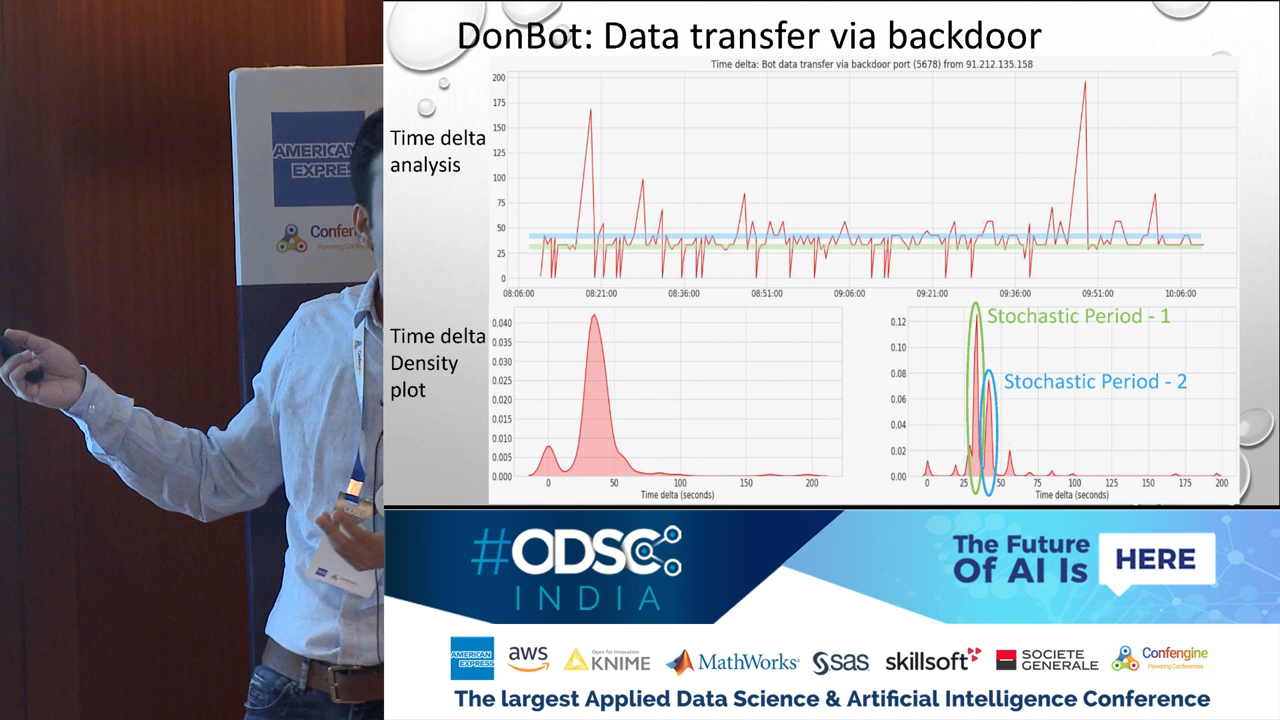 DonBot: Data transfer via backdoor
Time delta: Bot data transfer via backdoor port (5678) from 91.212.135.158
Time delta
analysis
200
175
150
125
100
75
50
25
0
08:06:00 08:21:00 08:36:00 08:51:00 09:06:00 09:21:00 09:36:00 09:51:00 10:06:00
Time delta
Density
plot
0.040
0.035
0.030
0.025
0.020
0.015
0.010
0.005
0.000
0 50 100 150 200
Time delta (seconds)
Stochastic Period - 1
Stochastic Period - 2
0.12
0.10
0.08
0.06
0.04
0.02
0.00
0 25 50 75 100 125 150 175 200
Time delta (seconds)
AMERICAN
EXPRESS
Confen
#ODSC
INDIA
The Future
Of AI Is HERE
AMERICAN
EXPRESS
aws
Open for Innovation
KNIME
MathWorks
sas
skillsoft
SOCIETE
GENERALE
Confengine
Powering Conferences
The largest Applied Data Science & Artificial Intelligence Conference